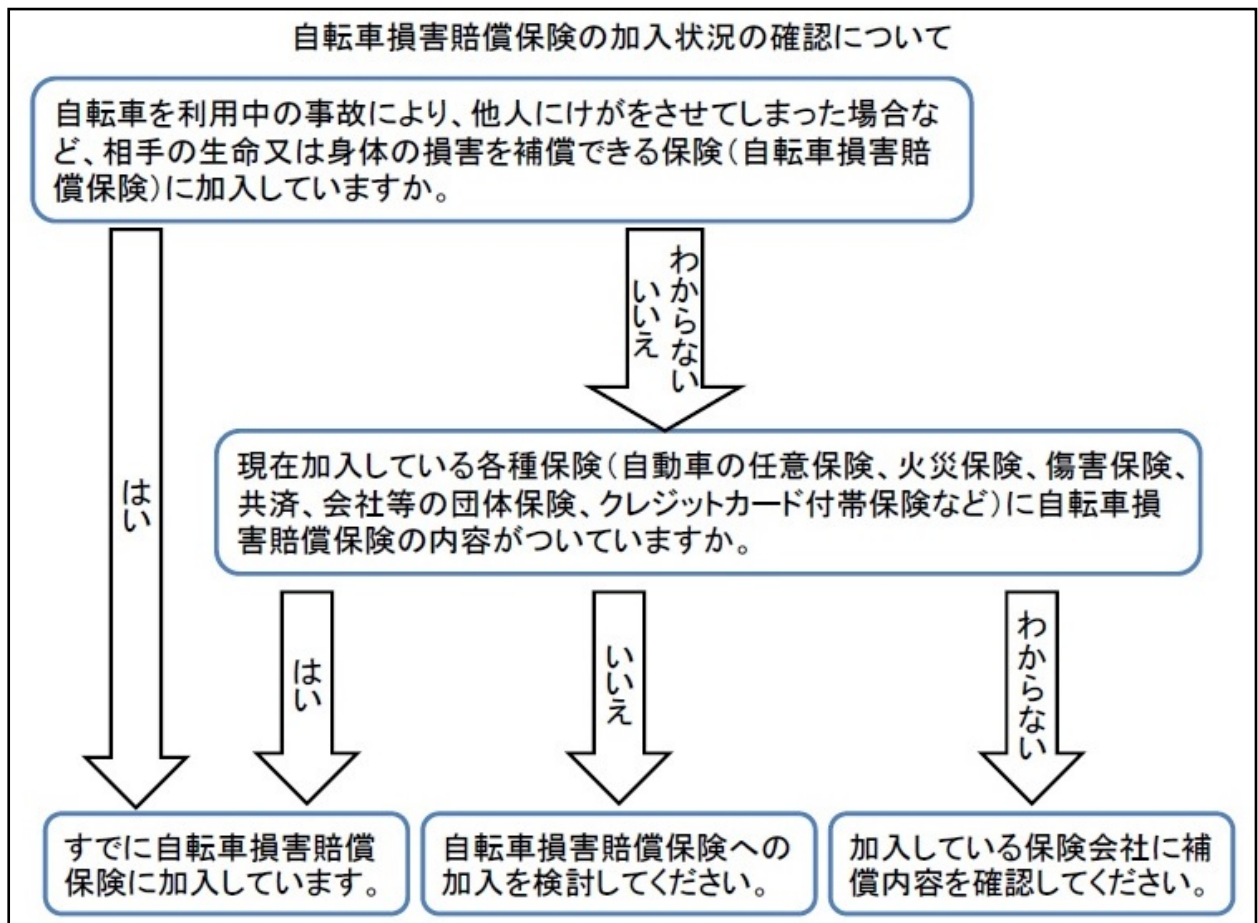 自転車損害賠償保険の加入状況の確認について
自転車を利用中の事故により、他人にけがをさせてしまった場合な
ど、相手の生命又は身体の損害を補償できる保険(自転車損害賠
償保険)に加入していますか。
はい
わからない
いいえ
現在加入している各種保険(自動車の任意保険、火災保険、傷害保険、
共済、会社等の団体保険、クレジットカード付帯保険など)に自転車損
害賠償保険の内容がついていますか。
はい
いいえ
わからない
すでに自転車損害賠償
保険に加入しています。
自転車損害賠償保険への
加入を検討してください。
加入している保険会社に補
償内容を確認してください。